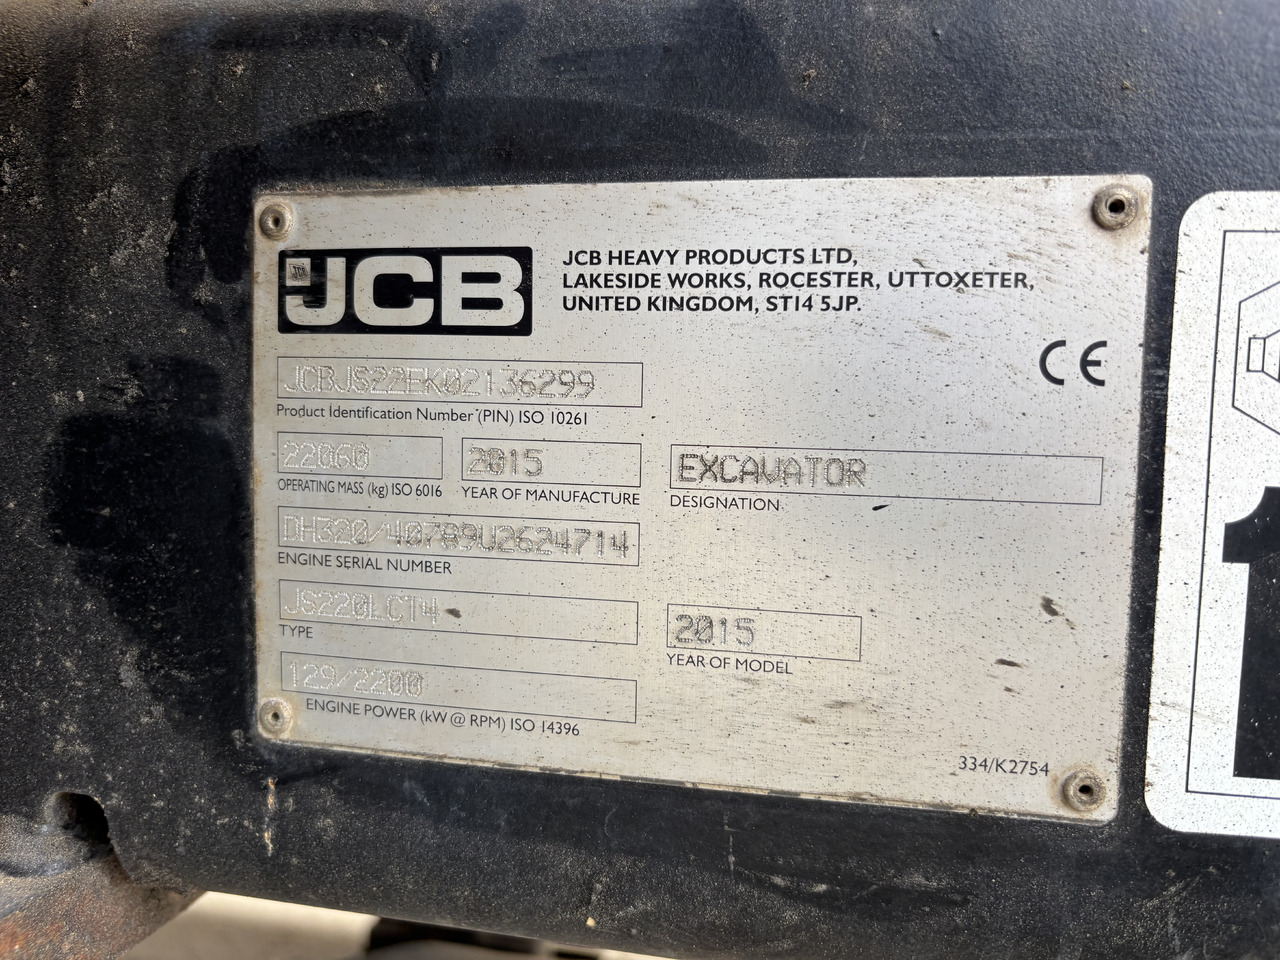 JCB
JCB HEAVY PRODUCTS LTD,
LAKESIDE WORKS, ROCESTER, UTTOXETER,
UNITED KINGDOM, ST14 5JP.
CE
JCBJS22EK02136299
Product Identification Number (PIN) ISO 10261
22060
OPERATING MASS (kg) ISO 6016
2015
YEAR OF MANUFACTURE
EXCAVATOR
DESIGNATION
DH320/40789U2624714
ENGINE SERIAL NUMBER
JS220LCT4
TYPE
2015
YEAR OF MODEL
129/2200
ENGINE POWER (kW @ RPM) ISO 14396
334/K2754
1